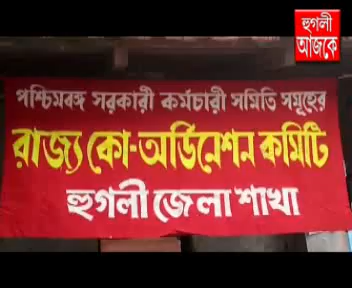 হুগলী
আজকে
পশ্চিমবঙ্গ সরকারী কর্মচারী সমিতি সমূহের
রাজ্য কো-অর্ডিনেশন কমিটি
হুগলী জেলা শাখা